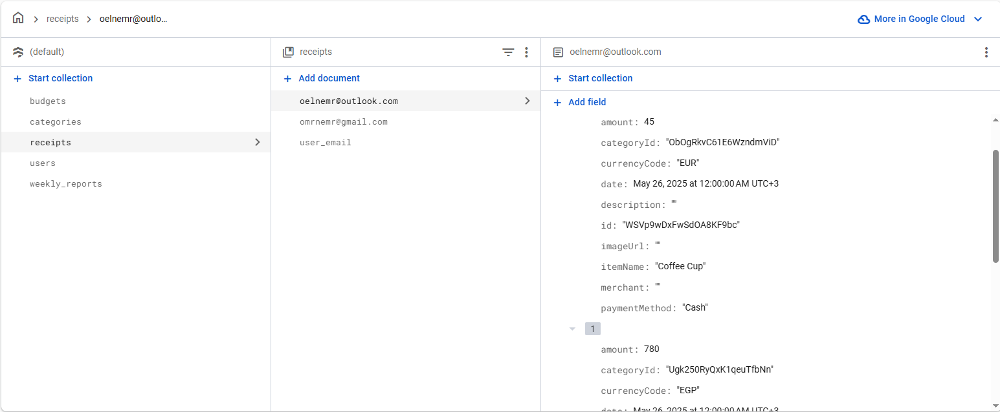 receipts
oelnemr@outlo...
More in Google Cloud
(default)
receipts
oelnemr@outlook.com
Start collection
Add document
Start collection
budgets
categories
receipts
users
weekly_reports
oelnemr@outlook.com
omrnemr@gmail.com
user_email
Add field
amount: 45
categoryId: "ObOgRkvC61E6WzndmViD"
currencyCode: "EUR"
date: May 26, 2025 at 12:00:00 AM UTC+3
description: ""
id: "WSVp9wDxFwSdOA8KF9bc"
imageUrl: ""
itemName: "Coffee Cup"
merchant: ""
paymentMethod: "Cash"
1
amount: 780
categoryId: "Ugk250RyQxK1qeuTfbNn"
currencyCode: "EGP"
date: May 26, 2025 at 12:00:00 AM UTC+3